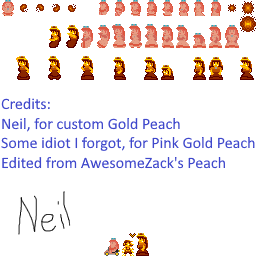 Credits:
Neil, for custom Gold Peach
Some idiot I forgot, for Pink Gold Peach
Edited from AwesomeZack's Peach
Neil